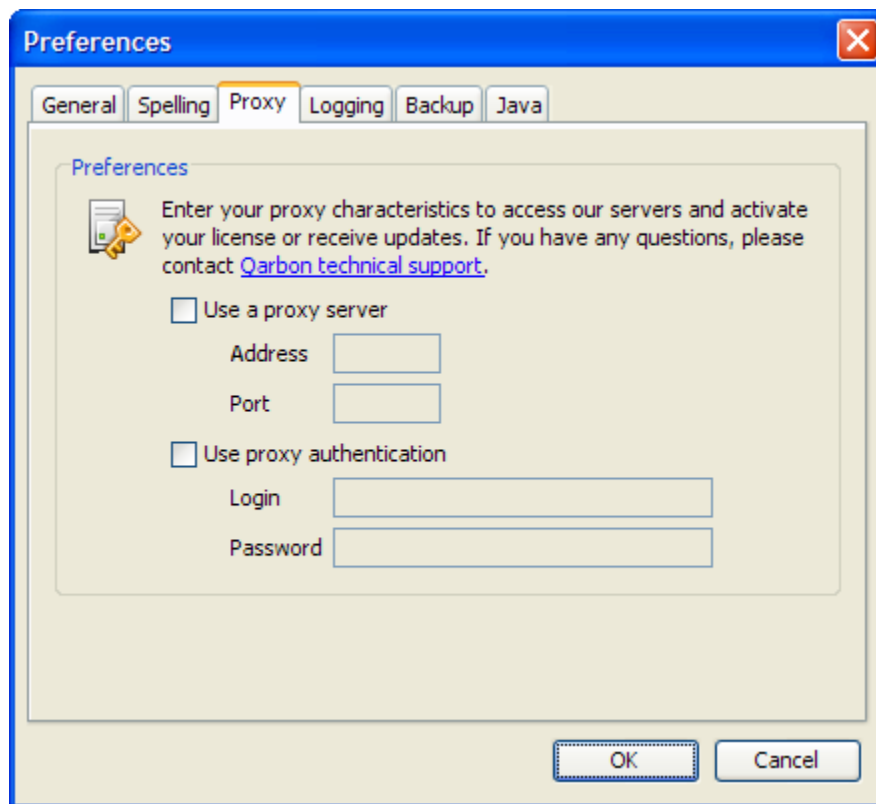 Preferences
General Spelling Proxy Logging Backup Java
Preferences
Enter your proxy characteristics to access our servers and activate
your license or receive updates. If you have any questions, please
contact Qarbon technical support.
Use a proxy server
Address
Port
Use proxy authentication
Login
Password
OK Cancel